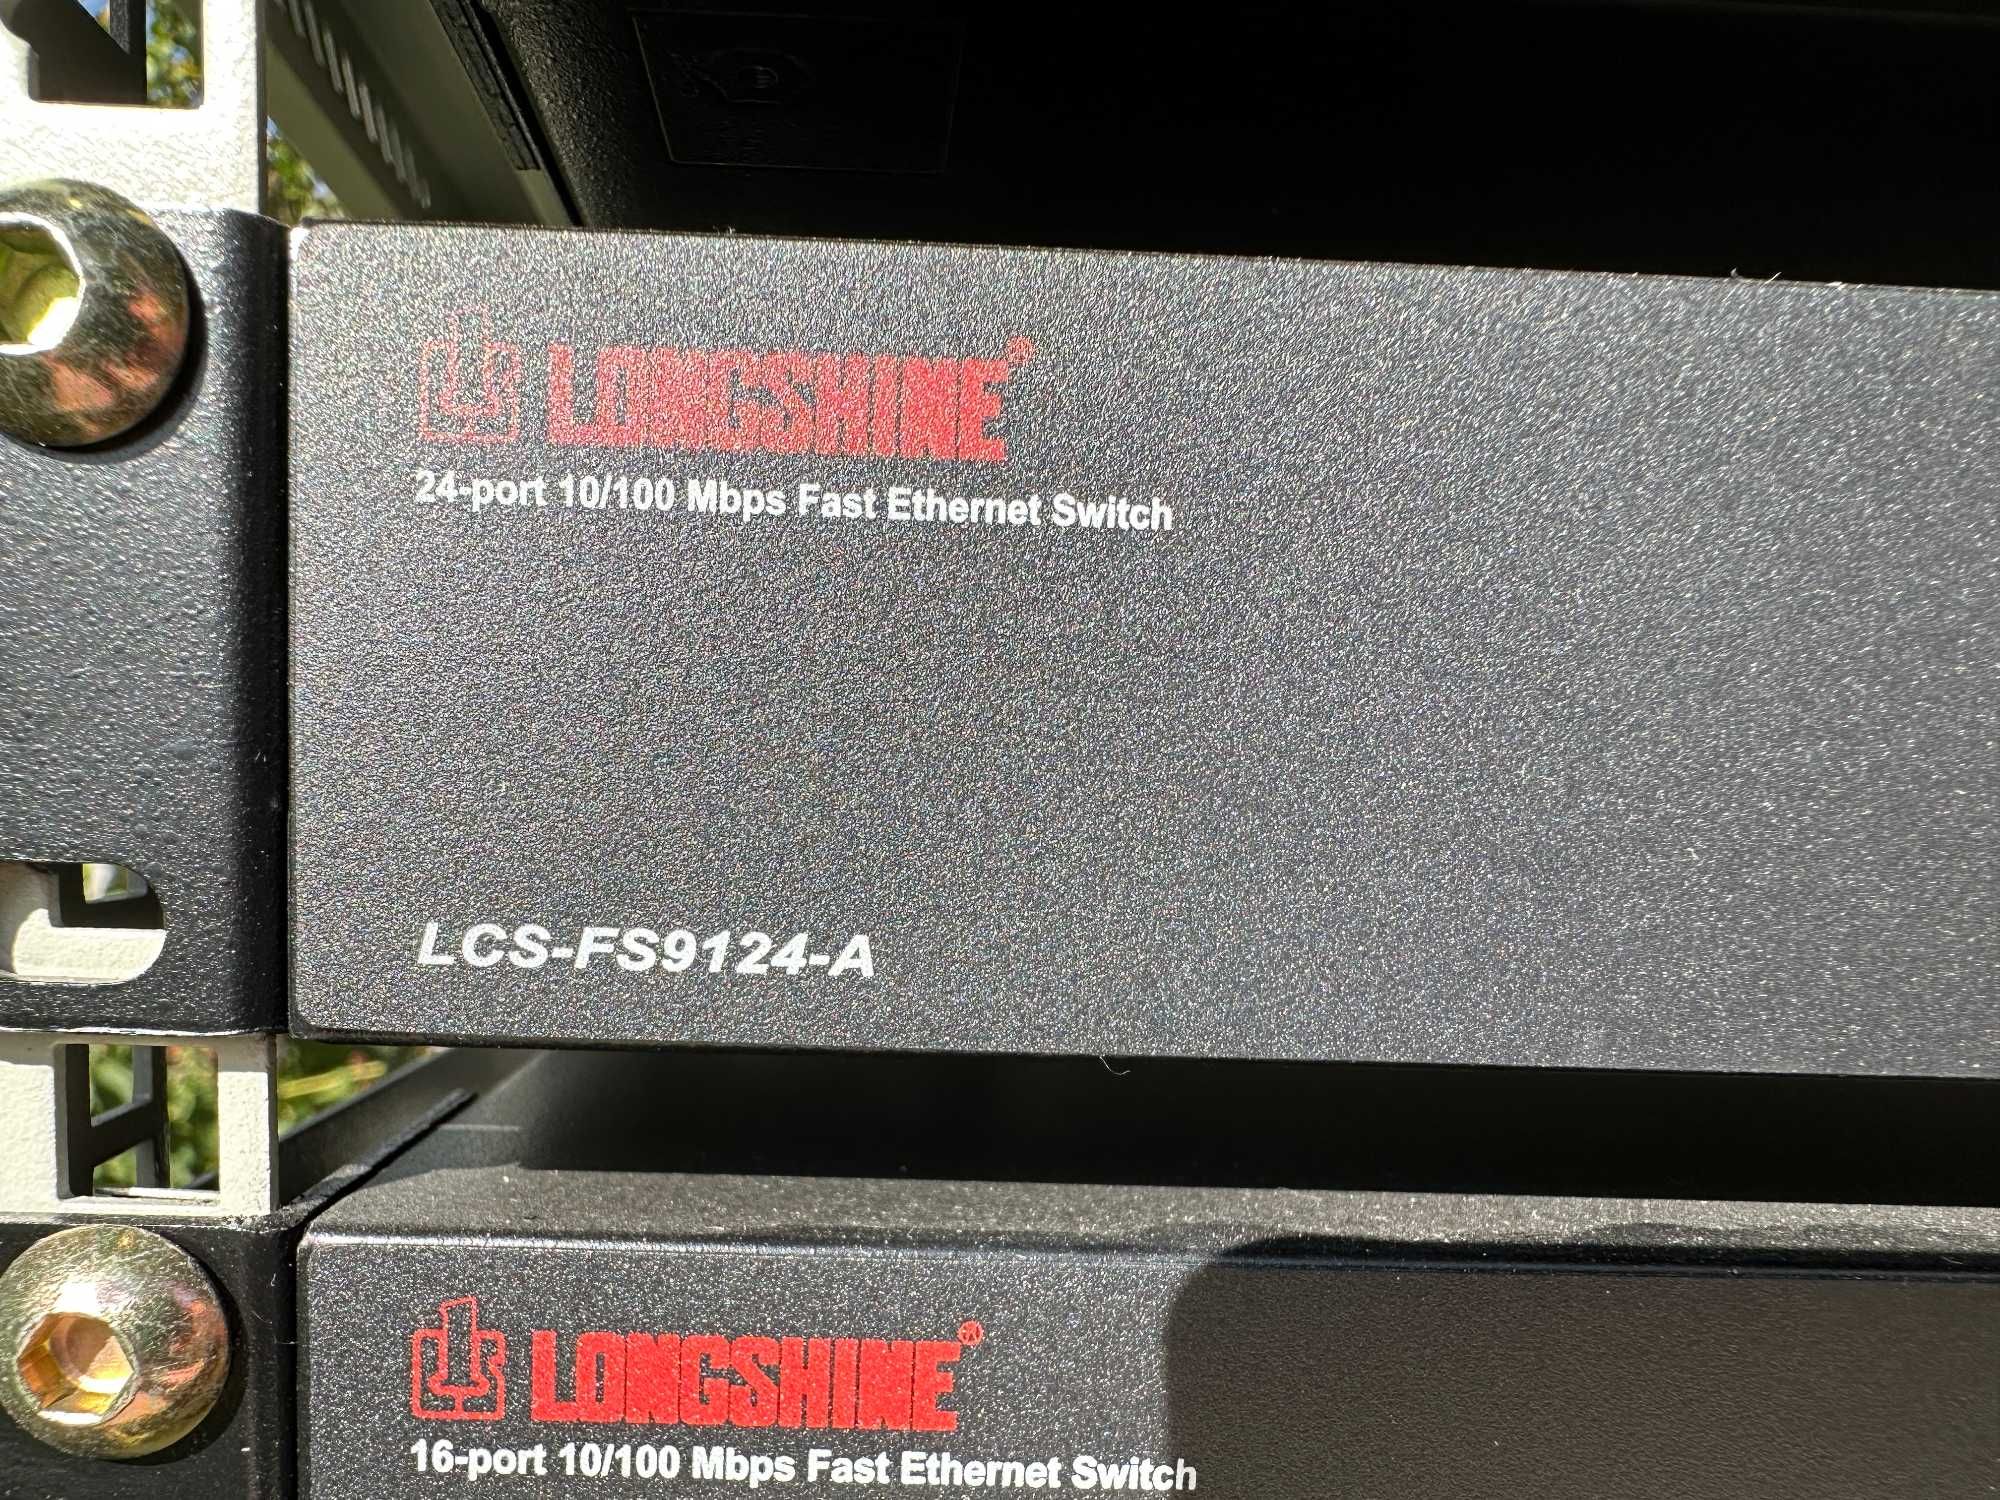 LONGSHINE®
24-port 10/100 Mbps Fast Ethernet Switch
LCS-FS9124-A
LONGSHINE®
16-port 10/100 Mbps Fast Ethernet Switch